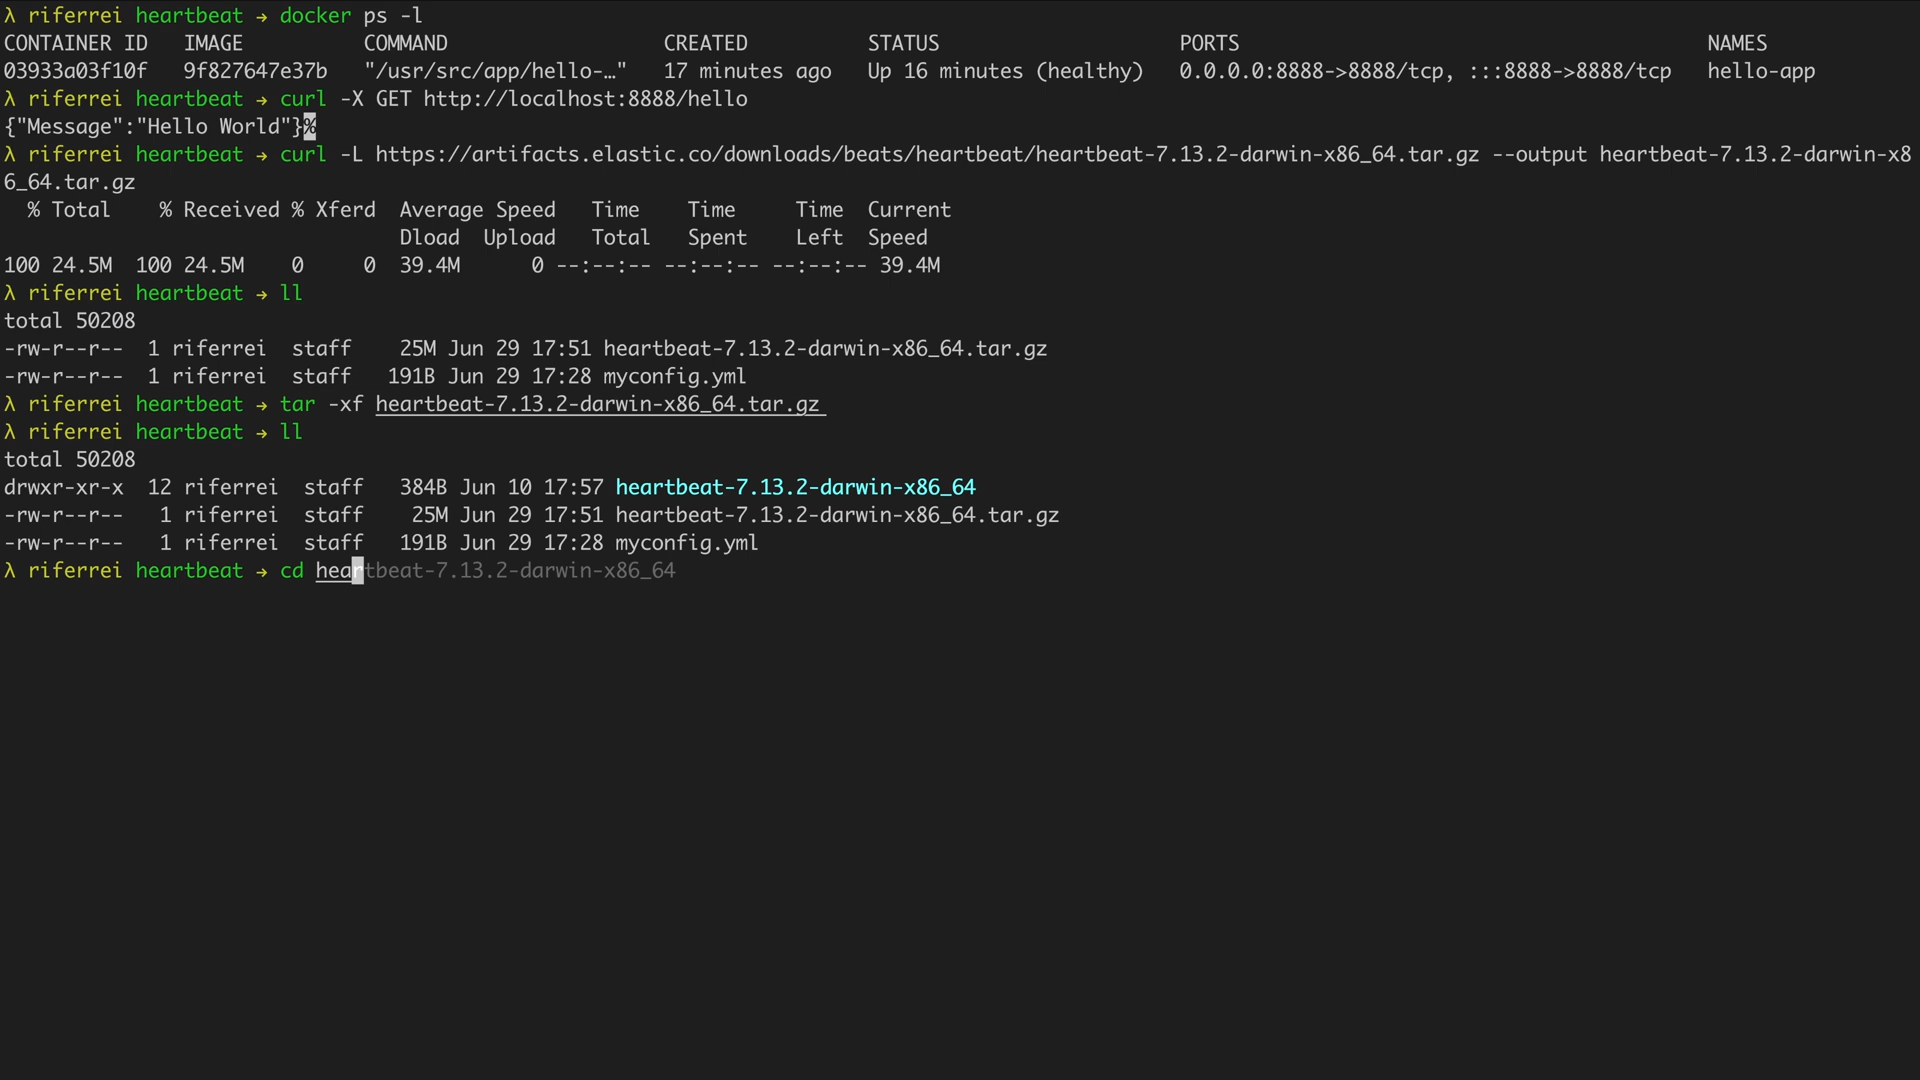 λ riferrei heartbeat → docker ps -l
CONTAINER ID   IMAGE          COMMAND                  CREATED          STATUS                    PORTS                                       NAMES
03933a03f10f   9f827647e37b   "/usr/src/app/hello-…"   17 minutes ago   Up 16 minutes (healthy)   0.0.0.0:8888->8888/tcp, :::8888->8888/tcp   hello-app
λ riferrei heartbeat → curl -X GET http://localhost:8888/hello
{"Message":"Hello World"}%
λ riferrei heartbeat → curl -L https://artifacts.elastic.co/downloads/beats/heartbeat/heartbeat-7.13.2-darwin-x86_64.tar.gz --output heartbeat-7.13.2-darwin-x8
6_64.tar.gz
  % Total    % Received % Xferd  Average Speed   Time    Time     Time  Current
                                 Dload  Upload   Total   Spent    Left  Speed
100 24.5M  100 24.5M    0     0  39.4M      0 --:--:-- --:--:-- --:--:-- 39.4M
λ riferrei heartbeat → ll
total 50208
-rw-r--r--  1 riferrei  staff    25M Jun 29 17:51 heartbeat-7.13.2-darwin-x86_64.tar.gz
-rw-r--r--  1 riferrei  staff   191B Jun 29 17:28 myconfig.yml
λ riferrei heartbeat → tar -xf heartbeat-7.13.2-darwin-x86_64.tar.gz
λ riferrei heartbeat → ll
total 50208
drwxr-xr-x  12 riferrei  staff   384B Jun 10 17:57 heartbeat-7.13.2-darwin-x86_64
-rw-r--r--   1 riferrei  staff    25M Jun 29 17:51 heartbeat-7.13.2-darwin-x86_64.tar.gz
-rw-r--r--   1 riferrei  staff   191B Jun 29 17:28 myconfig.yml
λ riferrei heartbeat → cd heartbeat-7.13.2-darwin-x86_64